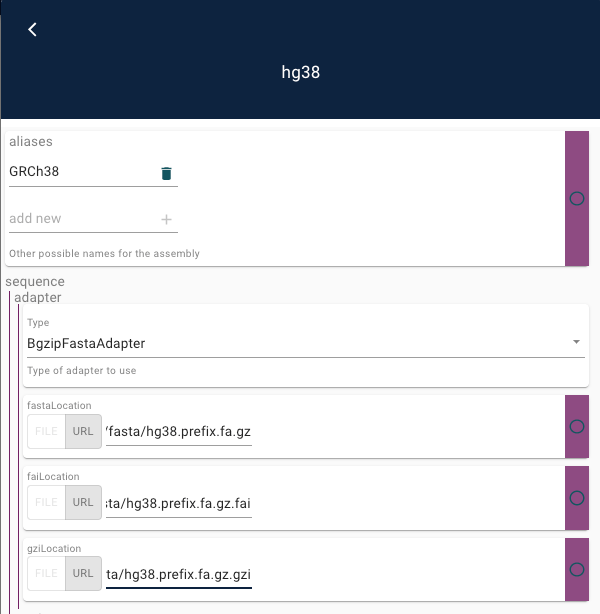 hg38
aliases
GRCh38
add new
Other possible names for the assembly
sequence
adapter
Type
BgzipFastaAdapter
Type of adapter to use
fastaLocation
FILE URL /fasta/hg38.prefix.fa.gz
faiLocation
FILE URL sta/hg38.prefix.fa.gz.fai
gziLocation
FILE URL ta/hg38.prefix.fa.gz.gzi